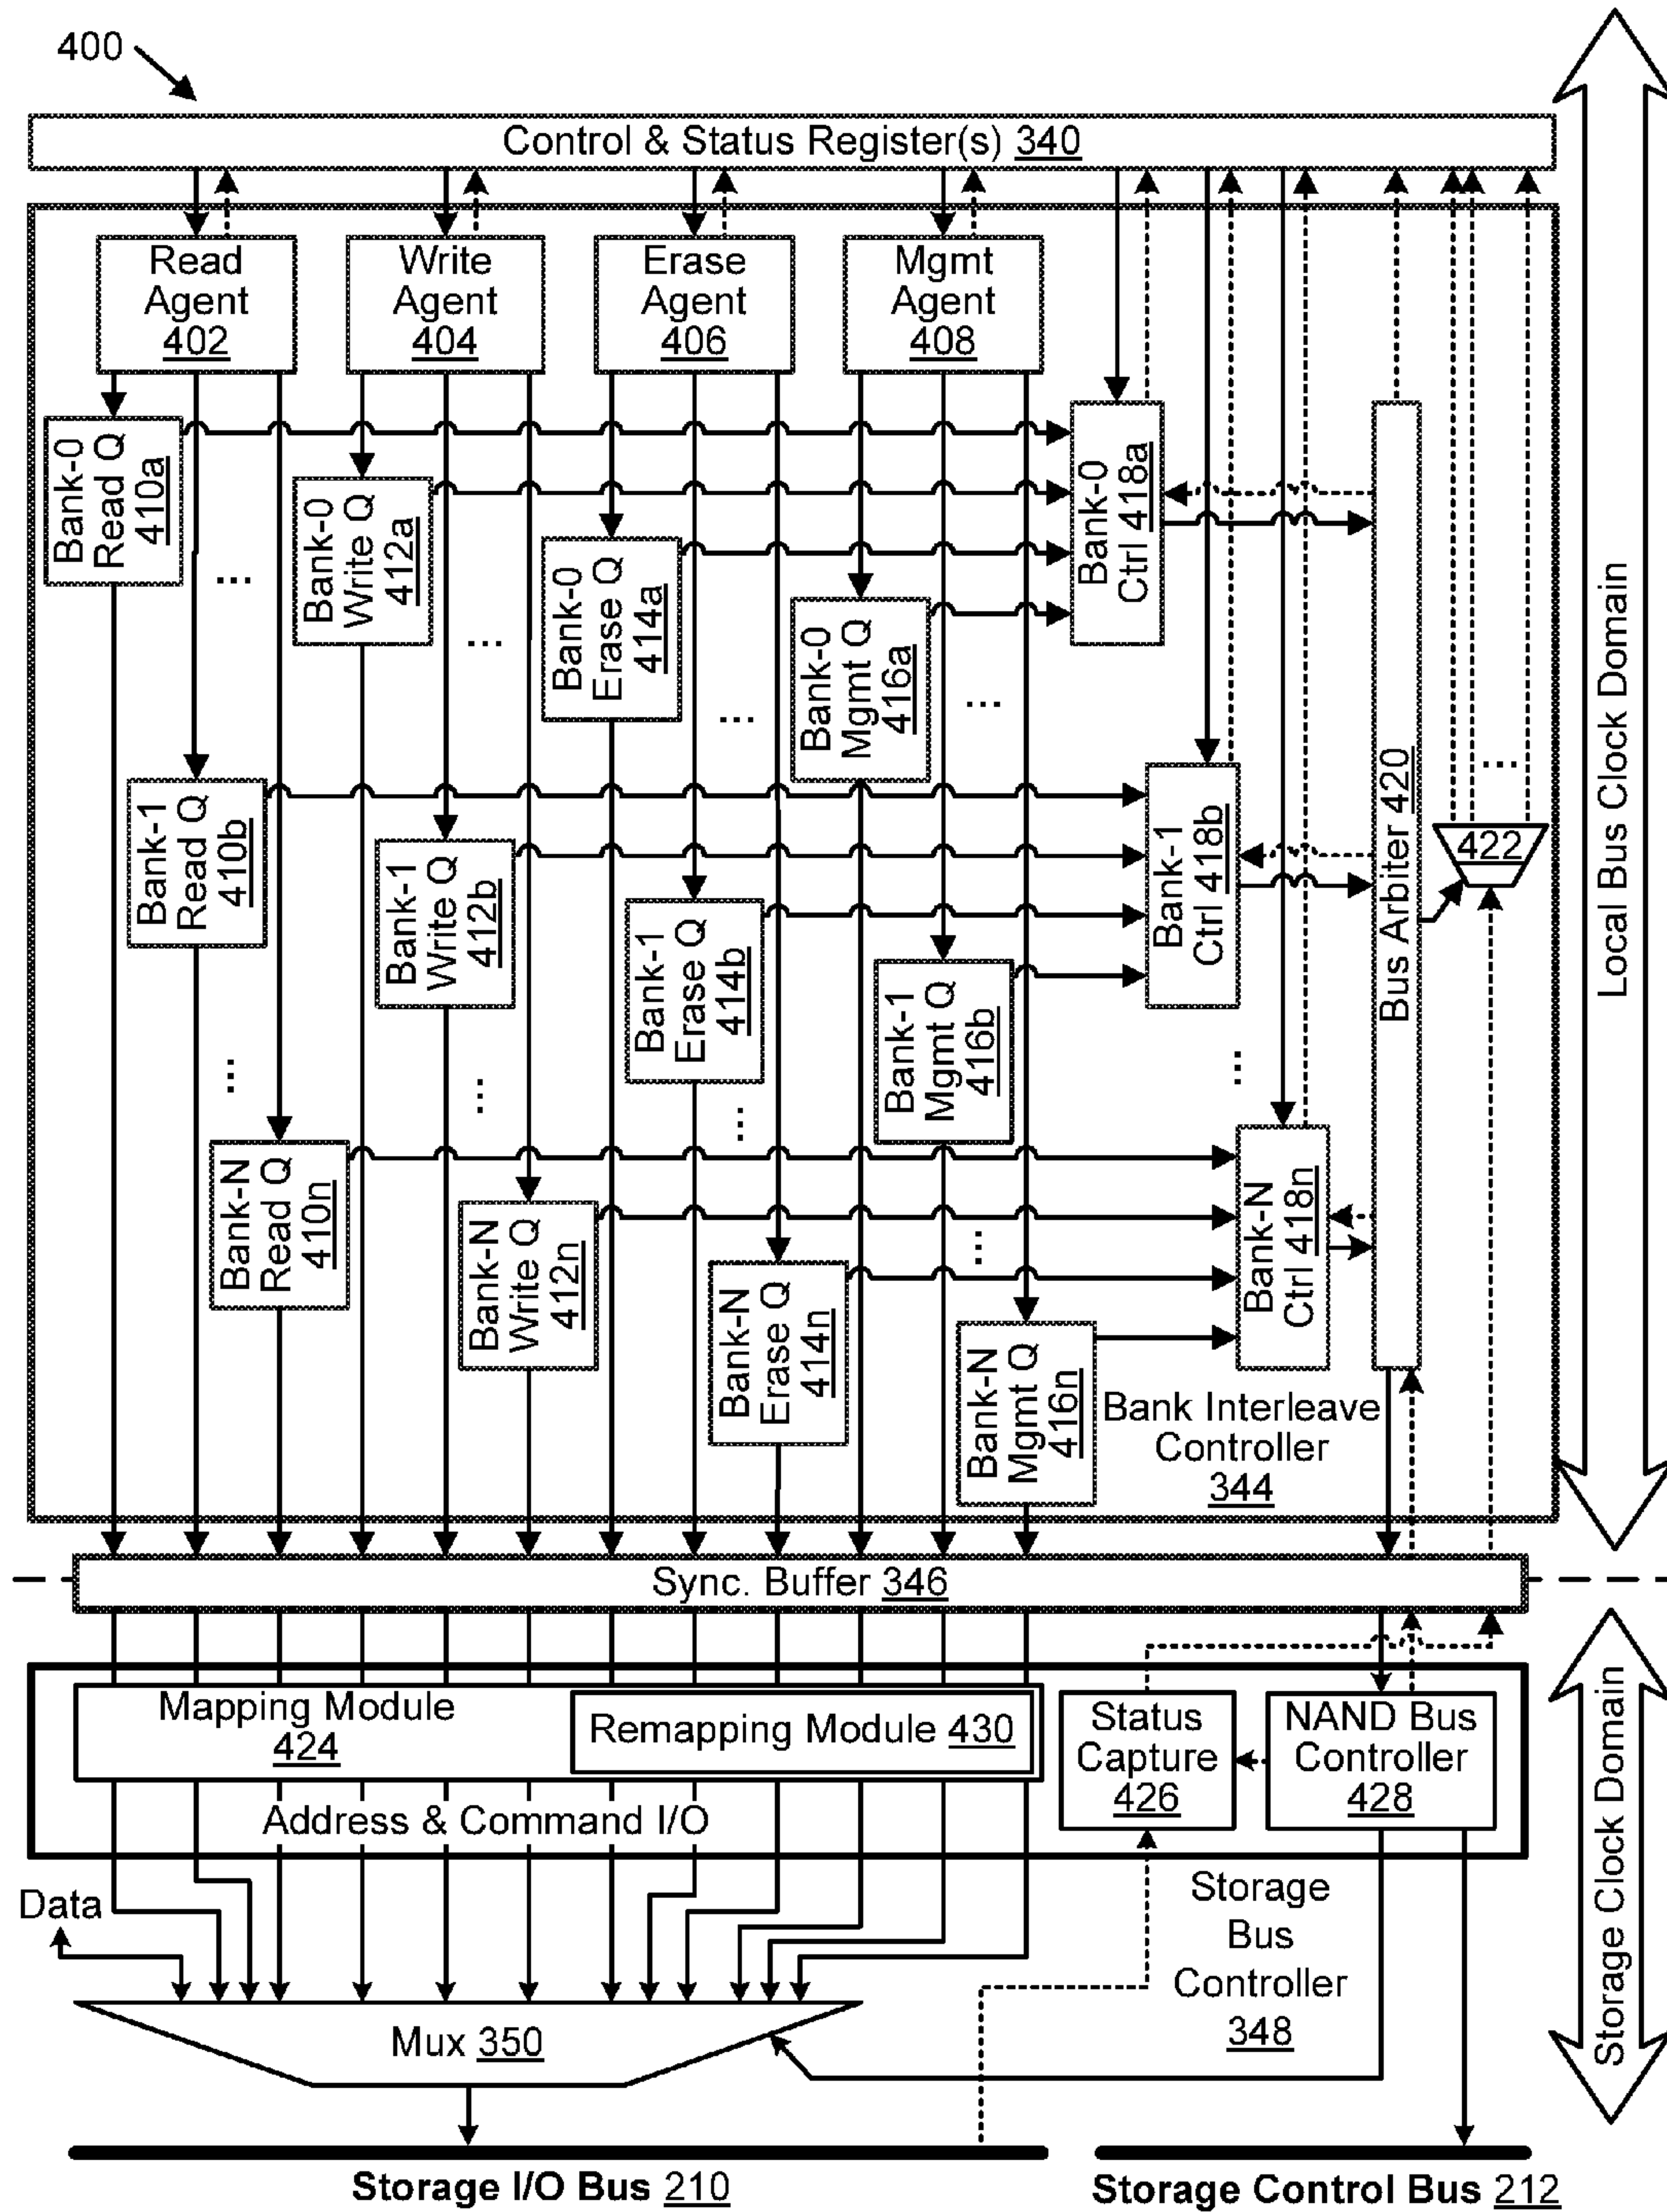 400
Control & Status Register(s) 340
Read
Agent
402
Write
Agent
404
Erase
Agent
406
Mgmt
Agent
408
Bank-0
Read Q
410a
Bank-0
Write Q
412a
Bank-0
Erase Q
414a
Bank-0
Mgmt Q
416a
Bank-0
Ctrl 418a
...
...
...
...
Bank-1
Read Q
410b
Bank-1
Write Q
412b
Bank-1
Erase Q
414b
Bank-1
Mgmt Q
416b
Bank-1
Ctrl 418b
Bus Arbiter 420
...
422
...
...
...
...
...
Bank-N
Read Q
410n
Bank-N
Write Q
412n
Bank-N
Erase Q
414n
Bank-N
Mgmt Q
416n
Bank-N
Ctrl 418n
Bank Interleave
Controller
344
Local Bus Clock Domain
Sync. Buffer 346
Mapping Module
424
Remapping Module 430
Status
Capture
426
NAND Bus
Controller
428
Address & Command I/O
Data
Storage
Bus
Controller
348
Storage Clock Domain
Mux 350
Storage I/O Bus 210
Storage Control Bus 212